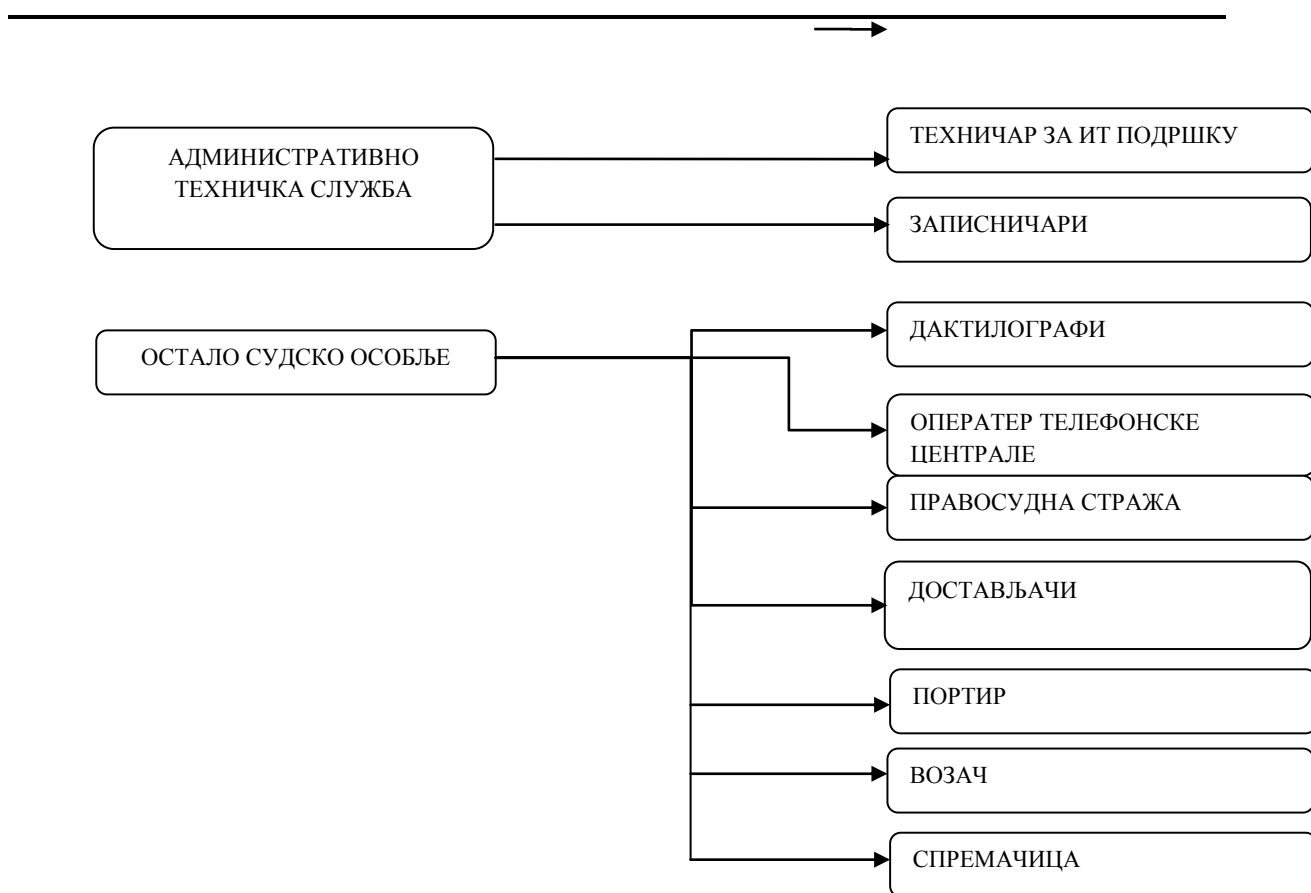 АДМИНИСТРАТИВНО
ТЕХНИЧКА СЛУЖБА
ТЕХНИЧАР ЗА ИТ ПОДРШКУ
ЗАПИСНИЧАРИ
ОСТАЛО СУДСКО ОСОБЉЕ
ДАКТИЛОГРАФИ
ОПЕРАТЕР ТЕЛЕФОНСКЕ
ЦЕНТРАЛЕ
ПРАВОСУДНА СТРАЖА
ДОСТАВЉАЧИ
ПОРТИР
ВОЗАЧ
СПРЕМАЧИЦА